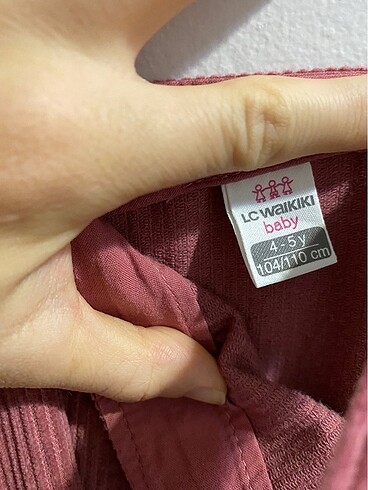 LC WAIKIKI
baby
4 - 5 y
104/110 cm